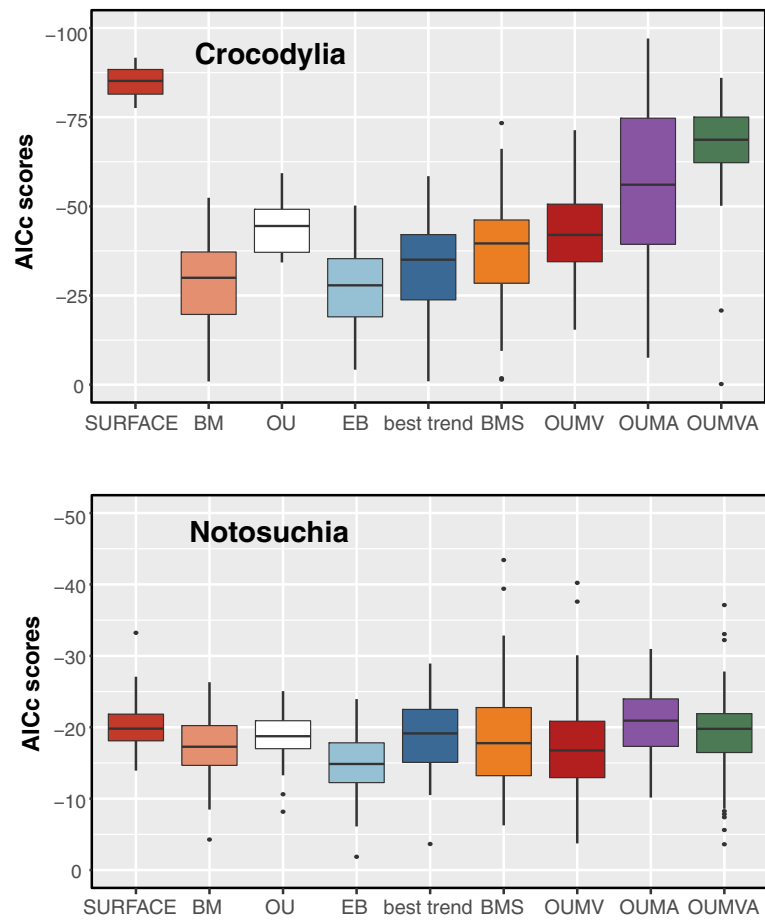 Crocodylia
AICc scores
-100
-75
-50
-25
0
SURFACE BM OU EB best trend BMS OUMV OUMA OUMVA
Notosuchia
AICc scores
-50
-40
-30
-20
-10
0
SURFACE BM OU EB best trend BMS OUMV OUMA OUMVA